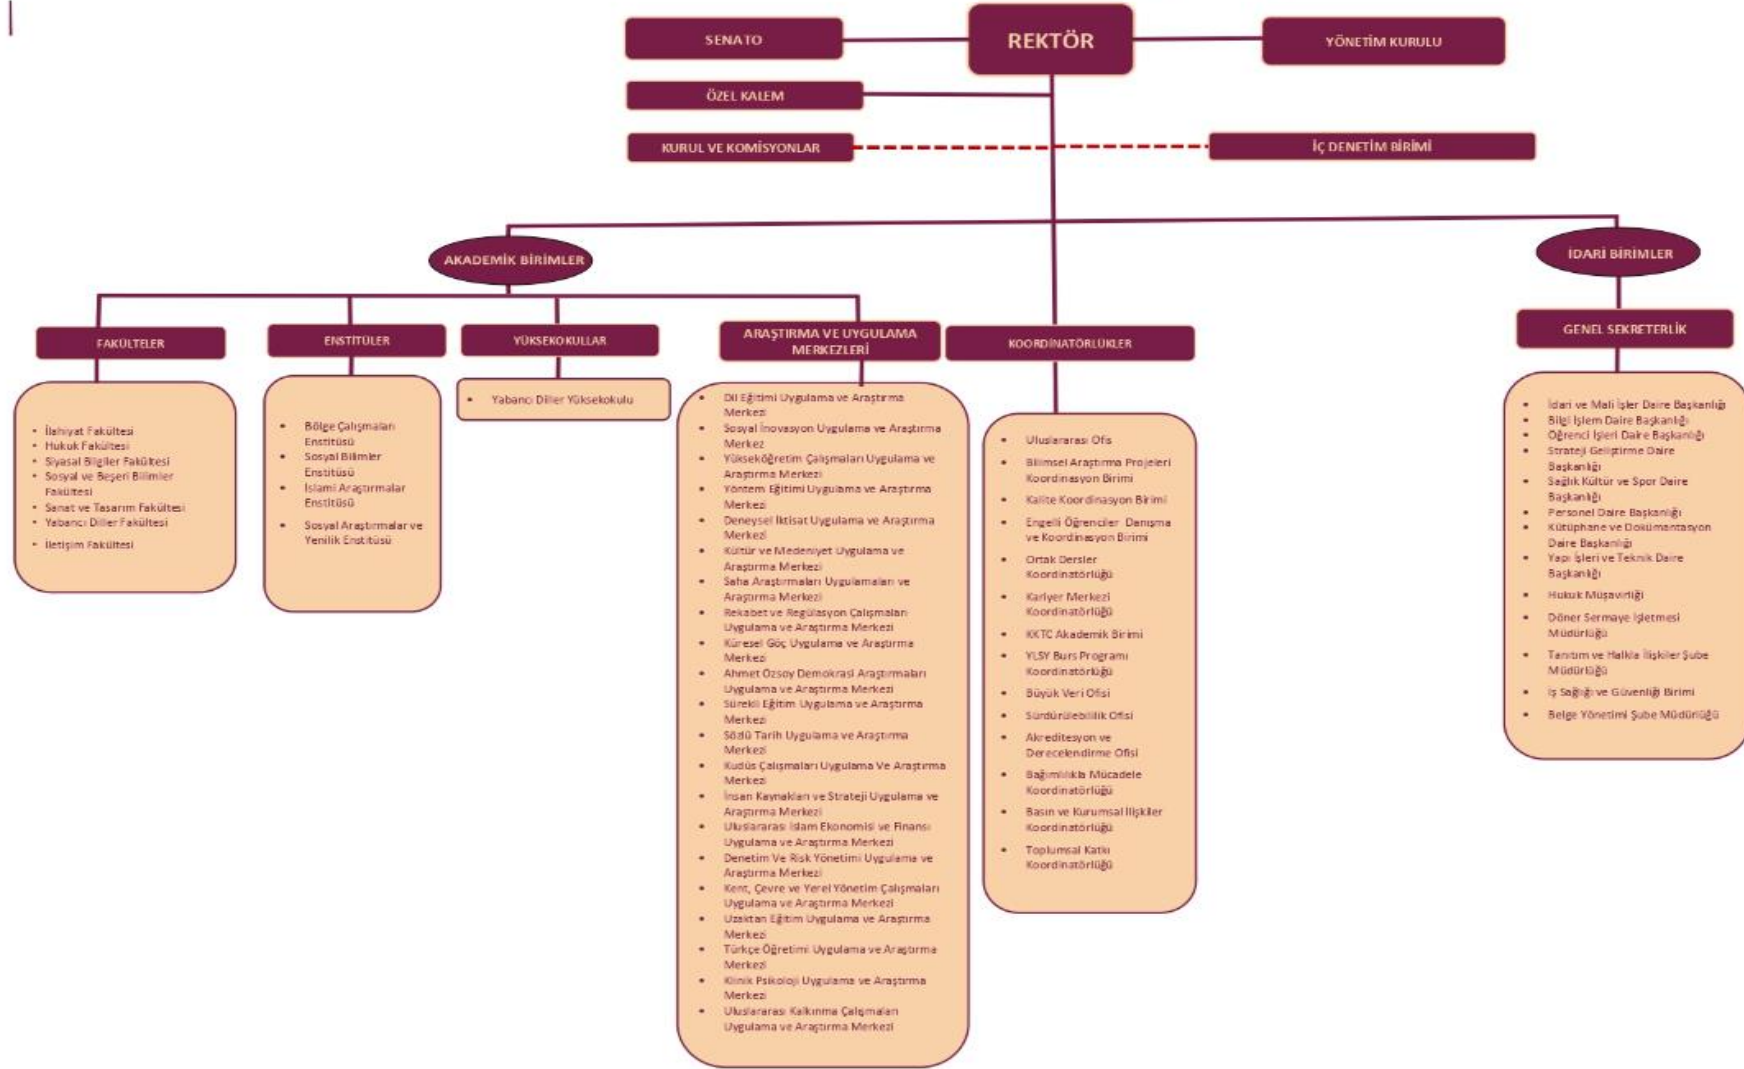 SENATO
REKTÖR
YÖNETİM KURULU
ÖZEL KALEM
KURUL VE KOMİSYONLAR
İÇ DENETİM BİRİMİ
AKADEMİK BİRİMLER
İDARİ BİRİMLER
FAKÜLTELER
• İlahiyat Fakültesi
• Hukuk Fakültesi
• Siyasal Bilgiler Fakültesi
• Sosyal ve Beşeri Bilimler
Fakültesi
• Sanat ve Tasarım Fakültesi
• Yabancı Diller Fakültesi
• İletişim Fakültesi
ENSTİTÜLER
• Bölge Çalışmaları
Enstitüsü
• Sosyal Bilimler
Enstitüsü
• İslami Araştırmalar
Enstitüsü
• Sosyal Araştırmalar ve
Yenilik Enstitüsü
YÜKSEKOKULLAR
• Yabancı Diller Yüksekokulu
ARAŞTIRMA VE UYGULAMA
MERKEZLERİ
• Dil Eğitimi Uygulama ve Araştırma
Merkezi
• Sosyal İnovasyon Uygulama ve Araştırma
Merkez
• Yükseköğretim Çalışmaları Uygulama ve
Araştırma Merkezi
• Yöntem Eğitimi Uygulama ve Araştırma
Merkezi
• Deneysel İktisat Uygulama ve Araştırma
Merkezi
• Kültür ve Medeniyet Uygulama ve
Araştırma Merkezi
• Saha Araştırmaları Uygulamaları ve
Araştırma Merkezi
• Rekabet ve Regülasyon Çalışmaları
Uygulama ve Araştırma Merkezi
• Küresel Göç Uygulama ve Araştırma
Merkezi
• Ahmet Özsoy Demokrasi Araştırmaları
Uygulama ve Araştırma Merkezi
• Sürekli Eğitim Uygulama ve Araştırma
Merkezi
• Sözlü Tarih Uygulama ve Araştırma
Merkezi
• Kudüs Çalışmaları Uygulama Ve Araştırma
Merkezi
• İnsan Kaynakları ve Strateji Uygulama ve
Araştırma Merkezi
• Uluslararası İslam Ekonomisi ve Finansı
Uygulama ve Araştırma Merkezi
• Denetim Ve Risk Yönetimi Uygulama ve
Araştırma Merkezi
• Kent, Çevre ve Yerel Yönetim Çalışmaları
Uygulama ve Araştırma Merkezi
• Uzaktan Eğitim Uygulama ve Araştırma
Merkezi
• Türkçe Öğretimi Uygulama ve Araştırma
Merkezi
• Klinik Psikoloji Uygulama ve Araştırma
Merkezi
• Uluslararası Kalkınma Çalışmaları
Uygulama ve Araştırma Merkezi
KOORDİNATÖRLÜKLER
• Uluslararası Ofis
• Bilimsel Araştırma Projeleri
Koordinasyon Birimi
• Kalite Koordinasyon Birimi
• Engelli Öğrenciler Danışma
ve Koordinasyon Birimi
• Ortak Dersler
Koordinatörlüğü
• Kariyer Merkezi
Koordinatörlüğü
• KKTC Akademik Birimi
• YLSY Burs Programı
Koordinatörlüğü
• Büyük Veri Ofisi
• Sürdürülebilirlik Ofisi
• Akreditesyon ve
Derecelendirme Ofisi
• Bağımlılıkla Mücadele
Koordinatörlüğü
• Basın ve Kurumsal İlişkiler
Koordinatörlüğü
• Toplumsal Katkı
Koordinatörlüğü
GENEL SEKRETERLİK
• İdari ve Mali İşler Daire Başkanlığı
• Bilgi İşlem Daire Başkanlığı
• Öğrenci İşleri Daire Başkanlığı
• Strateji Geliştirme Daire
Başkanlığı
• Sağlık Kültür ve Spor Daire
Başkanlığı
• Personel Daire Başkanlığı
• Kütüphane ve Dokümantasyon
Daire Başkanlığı
• Yapı İşleri ve Teknik Daire
Başkanlığı
• Hukuk Müşavirliği
• Döner Sermaye İşletmesi
Müdürlüğü
• Tanıtım ve Halkla İlişkiler Şube
Müdürlüğü
• İş Sağlığı ve Güvenliği Birimi
• Belge Yönetimi Şube Müdürlüğü